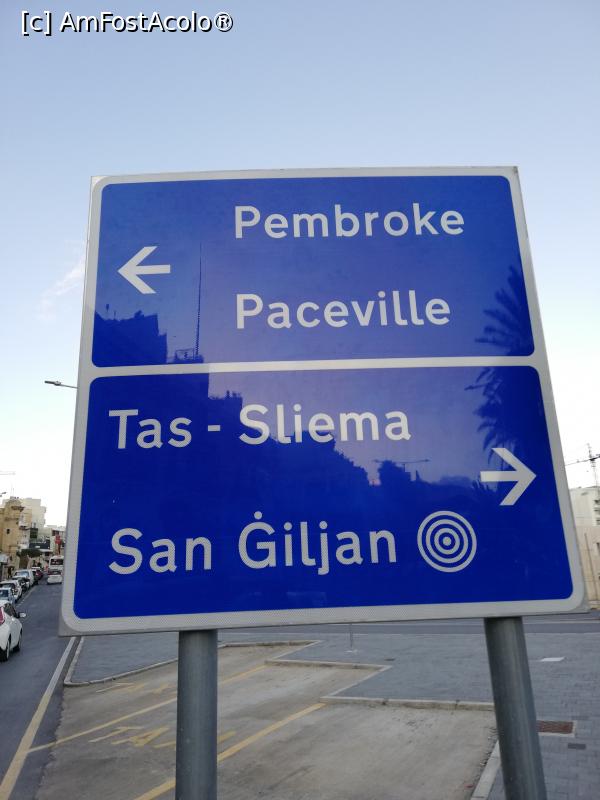 [c] AmFostAcolo®
Pembroke
Paceville
Tas - Sliema
San Ġiljan